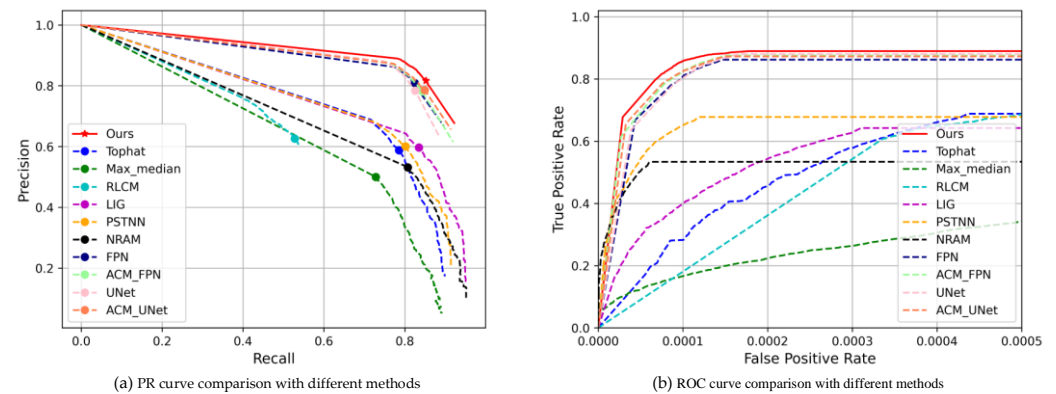 1.0
0.8
0.6
0.4
0.2
Precision
Ours
Tophat
Max_median
RLCM
LIG
PSTNN
NRAM
FPN
ACM_FPN
UNet
ACM_UNet
0.0 0.2 0.4 0.6 0.8
Recall
(a) PR curve comparison with different methods
1.0
0.8
0.6
0.4
0.2
0.0
True Positive Rate
Ours
Tophat
Max_median
RLCM
LIG
PSTNN
NRAM
FPN
ACM_FPN
UNet
ACM_UNet
0.0000 0.0001 0.0002 0.0003 0.0004 0.0005
False Positive Rate
(b) ROC curve comparison with different methods